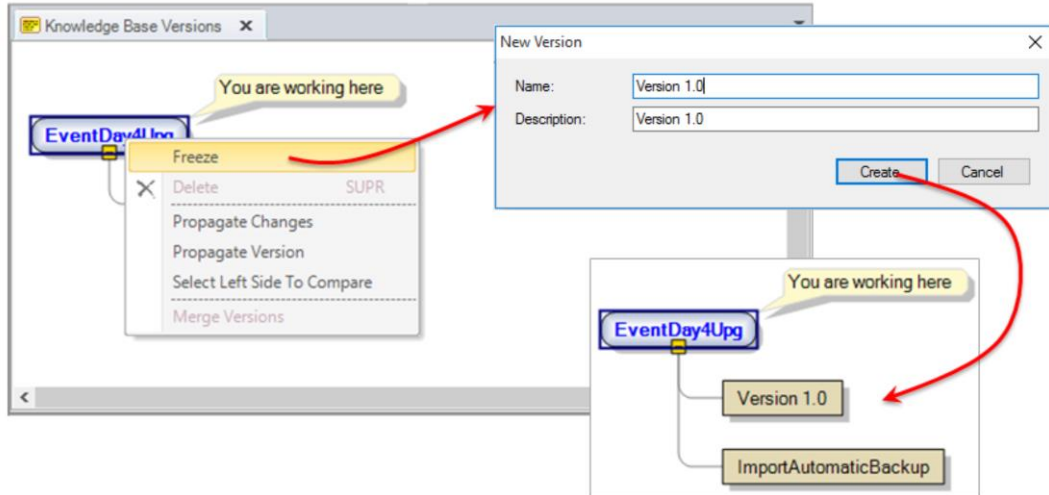 Knowledge Base Versions
You are working here
EventDay4Upg
Freeze
Delete SUPR
Propagate Changes
Propagate Version
Select Left Side To Compare
Merge Versions
New Version
Name: Version 1.0
Description: Version 1.0
Create Cancel
You are working here
EventDay4Upg
Version 1.0
ImportAutomaticBackup